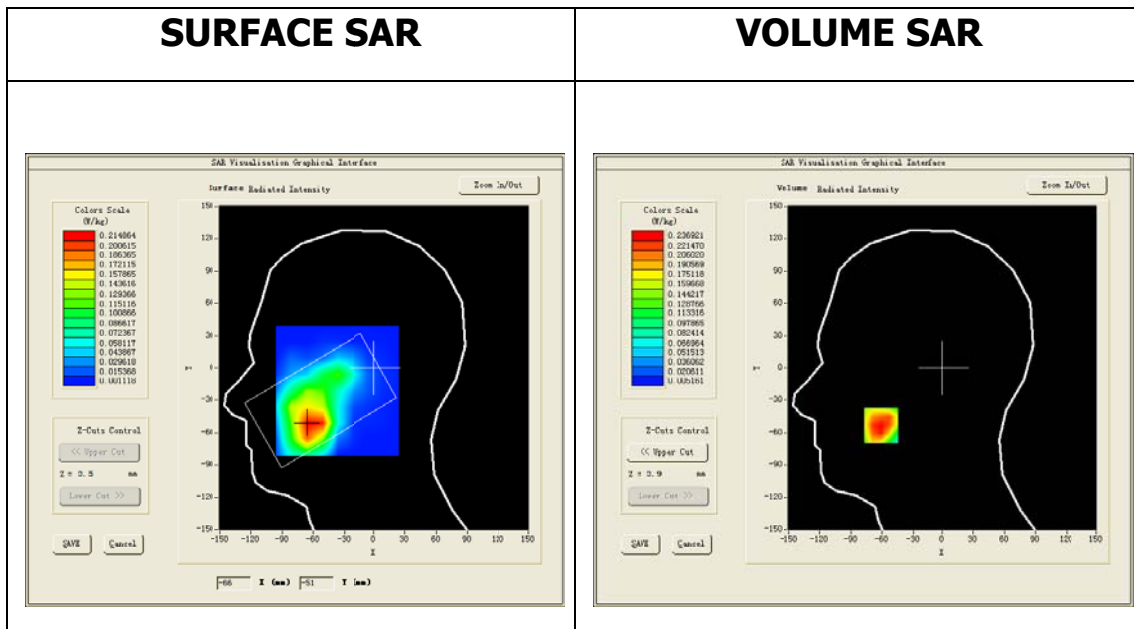 SURFACE SAR
VOLUME SAR
SAR Visualisation Graphical Interface
Surface Radiated Intensity
Zoom In/Out
Colors Scale
(W/kg)
0.214864
0.200615
0.186365
0.172115
0.157865
0.143616
0.129366
0.115116
0.100866
0.086617
0.072367
0.058117
0.043867
0.029618
0.015368
0.001118
150
120
90
60
30
0
-30
-60
-90
-120
-150
Y
-150 -120 -90 -60 -30 0 30 60 90 120 150
X
Z-Cuts Control
<< Upper Cut
Z = 3.5 mm
Lower Cut >>
SAVE
Cancel
-66 X (mm) -51 Y (mm)
SAR Visualisation Graphical Interface
Volume Radiated Intensity
Zoom In/Out
Colors Scale
(W/kg)
0.236921
0.221470
0.206020
0.190569
0.175118
0.159668
0.144217
0.128766
0.113316
0.097865
0.082414
0.066964
0.051513
0.036062
0.020611
0.005161
150
120
90
60
30
0
-30
-60
-90
-120
-150
Y
-150 -120 -90 -60 -30 0 30 60 90 120 150
X
Z-Cuts Control
<< Upper Cut
Z = 3.9 mm
Lower Cut >>
SAVE
Cancel